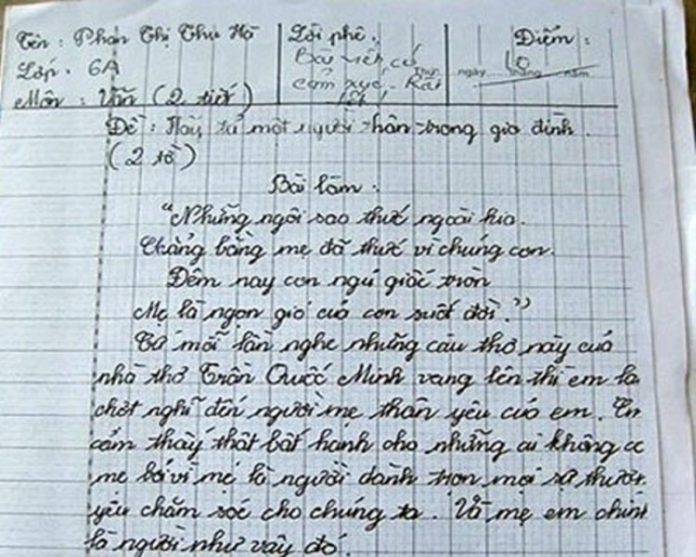 Tên : Phan Thị Thu Hà
Lời phê :
Điểm :
Lớp : 6A
Bài viết có
cảm xúc. Rất
tốt!
Thứ ngày tháng năm
10
Môn : Văn (2 tiết)
Đề : Hãy tả một người thân trong gia đình
(2 tờ)
Bài làm :
"Những ngôi sao thức ngoài kia
Chẳng bằng mẹ đã thức vì chúng con
Đêm nay con ngủ giấc tròn
Mẹ là ngọn gió của con suốt đời."
Cứ mỗi lần nghe những câu thơ này của
nhà thơ Trần Quốc Minh vang lên thì em lạ
chợt nghĩ đến người mẹ thân yêu của em. Em
cảm thấy thật bất hạnh cho những ai không c
mẹ bởi vì mẹ là người dành trọn mọi sự thươn
yêu chăm sóc cho chúng ta. Và mẹ em chính
là người như vậy đó.